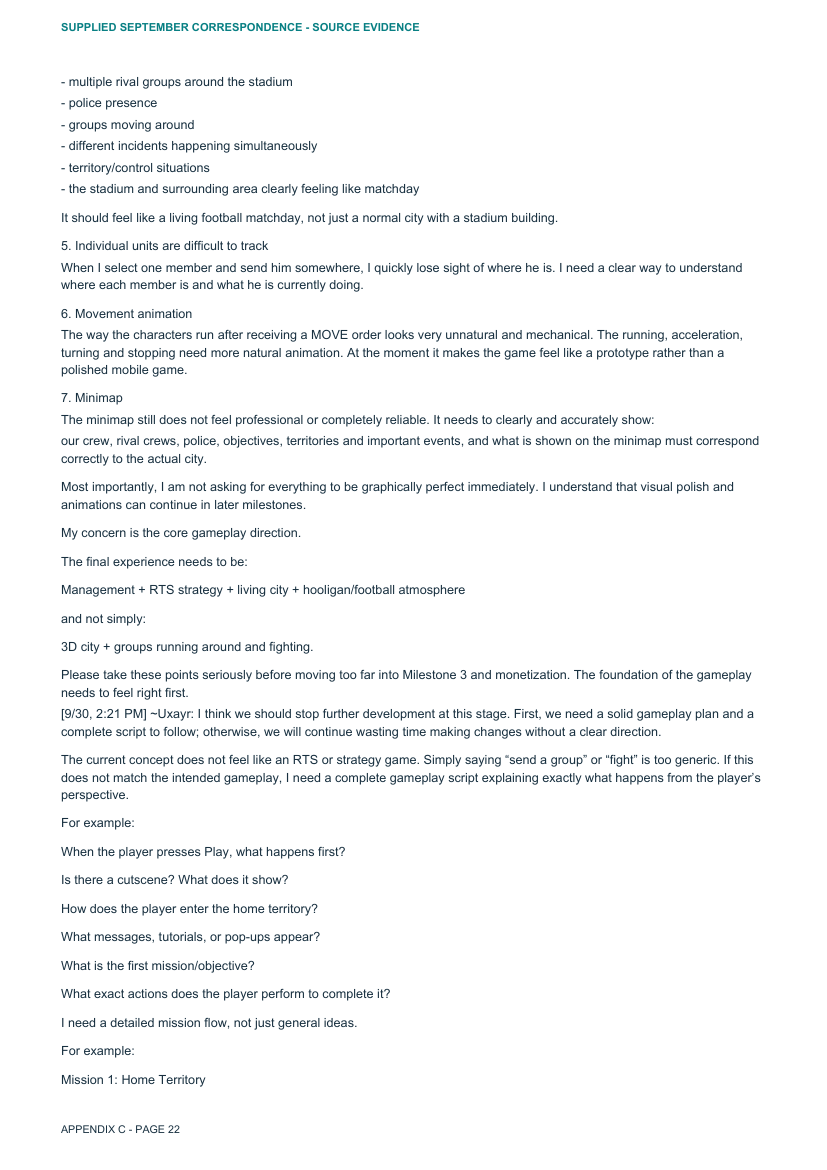 SUPPLIED SEPTEMBER CORRESPONDENCE - SOURCE EVIDENCE
- multiple rival groups around the stadium
- police presence
- groups moving around
- different incidents happening simultaneously
- territory/control situations
- the stadium and surrounding area clearly feeling like matchday
It should feel like a living football matchday, not just a normal city with a stadium building.
5. Individual units are difficult to track
When I select one member and send him somewhere, I quickly lose sight of where he is. I need a clear way to understand
where each member is and what he is currently doing.
6. Movement animation
The way the characters run after receiving a MOVE order looks very unnatural and mechanical. The running, acceleration,
turning and stopping need more natural animation. At the moment it makes the game feel like a prototype rather than a
polished mobile game.
7. Minimap
The minimap still does not feel professional or completely reliable. It needs to clearly and accurately show:
our crew, rival crews, police, objectives, territories and important events, and what is shown on the minimap must correspond
correctly to the actual city.
Most importantly, I am not asking for everything to be graphically perfect immediately. I understand that visual polish and
animations can continue in later milestones.
My concern is the core gameplay direction.
The final experience needs to be:
Management + RTS strategy + living city + hooligan/football atmosphere
and not simply:
3D city + groups running around and fighting.
Please take these points seriously before moving too far into Milestone 3 and monetization. The foundation of the gameplay
needs to feel right first.
[9/30, 2:21 PM] ~Uxayr: I think we should stop further development at this stage. First, we need a solid gameplay plan and a
complete script to follow; otherwise, we will continue wasting time making changes without a clear direction.
The current concept does not feel like an RTS or strategy game. Simply saying “send a group” or “fight” is too generic. If this
does not match the intended gameplay, I need a complete gameplay script explaining exactly what happens from the player’s
perspective.
For example:
When the player presses Play, what happens first?
Is there a cutscene? What does it show?
How does the player enter the home territory?
What messages, tutorials, or pop-ups appear?
What is the first mission/objective?
What exact actions does the player perform to complete it?
I need a detailed mission flow, not just general ideas.
For example:
Mission 1: Home Territory
APPENDIX C - PAGE 22